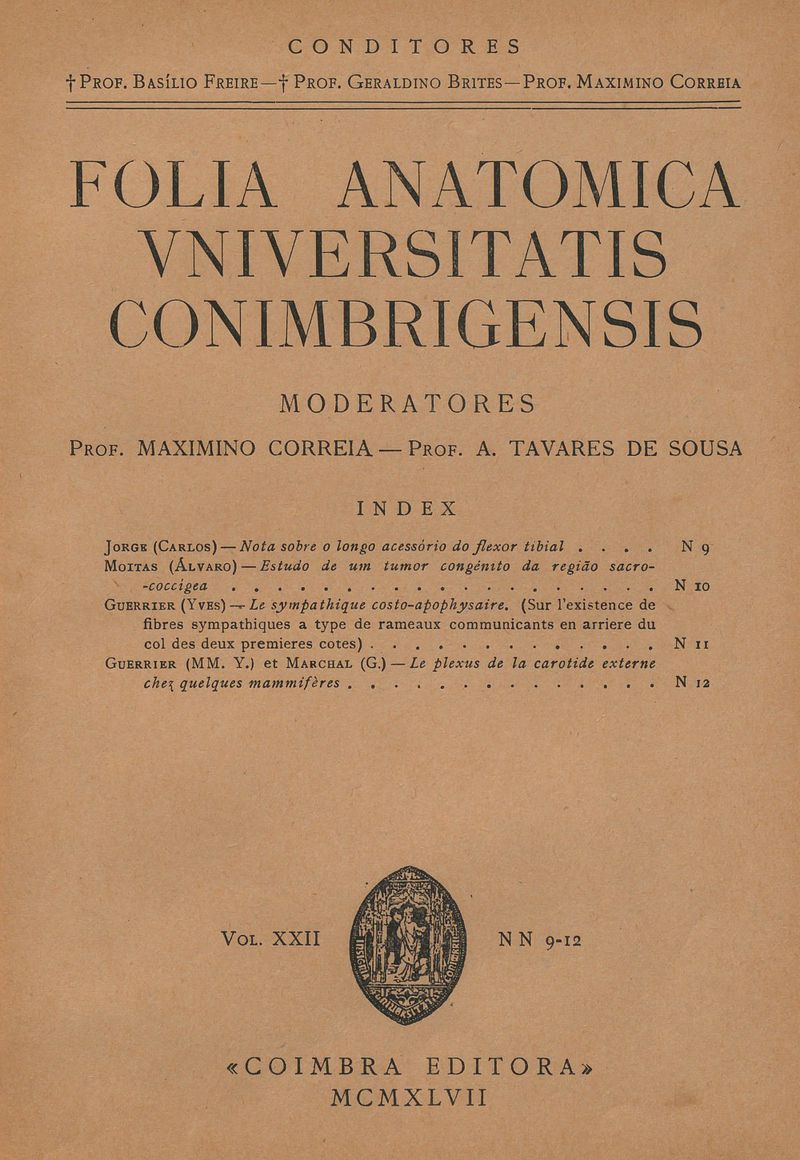 CONDITORES
† PROF. BASÍLIO FREIRE—† PROF. GERALDINO BRITES—PROF. MAXIMINO CORREIA
FOLIA ANATOMICA
VNIVERSITATIS
CONIMBRIGENSIS
MODERATORES
PROF. MAXIMINO CORREIA — PROF. A. TAVARES DE SOUSA
INDEX
JORGE (CARLOS) — Nota sobre o longo acessório do flexor tibial . . . . N 9
MOITAS (ÁLVARO) — Estudo de um tumor congénito da região sacro-
-coccigea . . . . . . . . . . . . . . . . . . . N 10
GUERRIER (YVES) — Le sympathique costo-apophysaire. (Sur l'existence de
fibres sympathiques a type de rameaux communicants en arriere du
col des deux premieres cotes) . . . . . . . . . . . . . N 11
GUERRIER (MM. Y.) et MARCHAL (G.) — Le plexus de la carotide externe
chez quelques mammifères . . . . . . . . . . . . . . N 12
VOL. XXII
NN 9-12
«COIMBRA EDITORA»
MCMXLVII